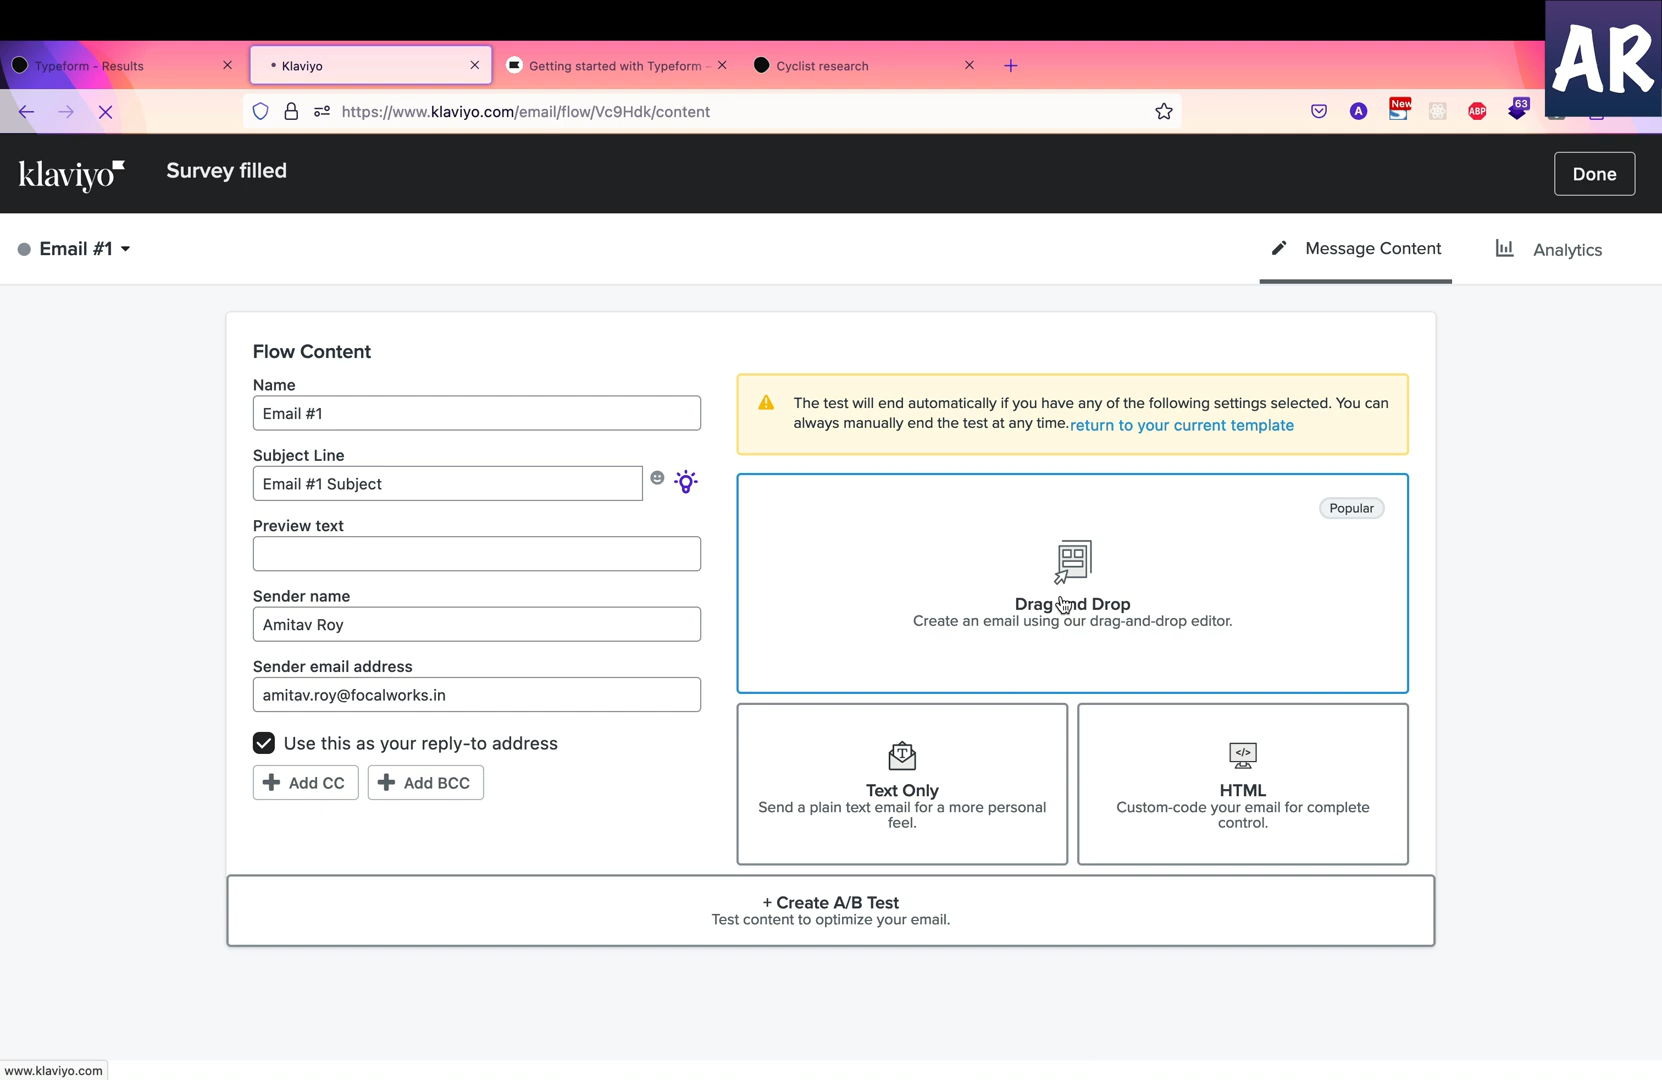 AR
Typeform - Results
• Klaviyo
Getting started with Typeform -
Cyclist research
https://www.klaviyo.com/email/flow/Vc9Hdk/content
A
New
ABP
63
klaviyo
Survey filled
Done
Email #1
Message Content
Analytics
Flow Content
Name
Email #1
Subject Line
Email #1 Subject
Preview text
Sender name
Amitav Roy
Sender email address
amitav.roy@focalworks.in
Use this as your reply-to address
Add CC
Add BCC
The test will end automatically if you have any of the following settings selected. You can
always manually end the test at any time.return to your current template
Popular
Drag and Drop
Create an email using our drag-and-drop editor.
Text Only
Send a plain text email for a more personal
feel.
HTML
Custom-code your email for complete
control.
+ Create A/B Test
Test content to optimize your email.
www.klaviyo.com